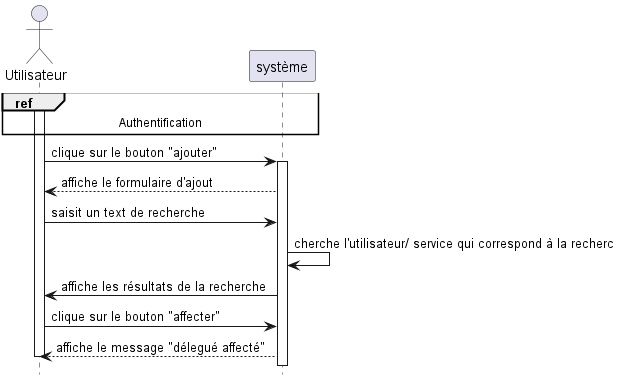 Utilisateur
système
ref
Authentification
clique sur le bouton "ajouter"
affiche le formulaire d'ajout
saisit un text de recherche
cherche l'utilisateur/ service qui correspond à la recherc
affiche les résultats de la recherche
clique sur le bouton "affecter"
affiche le message "délegué affecté"